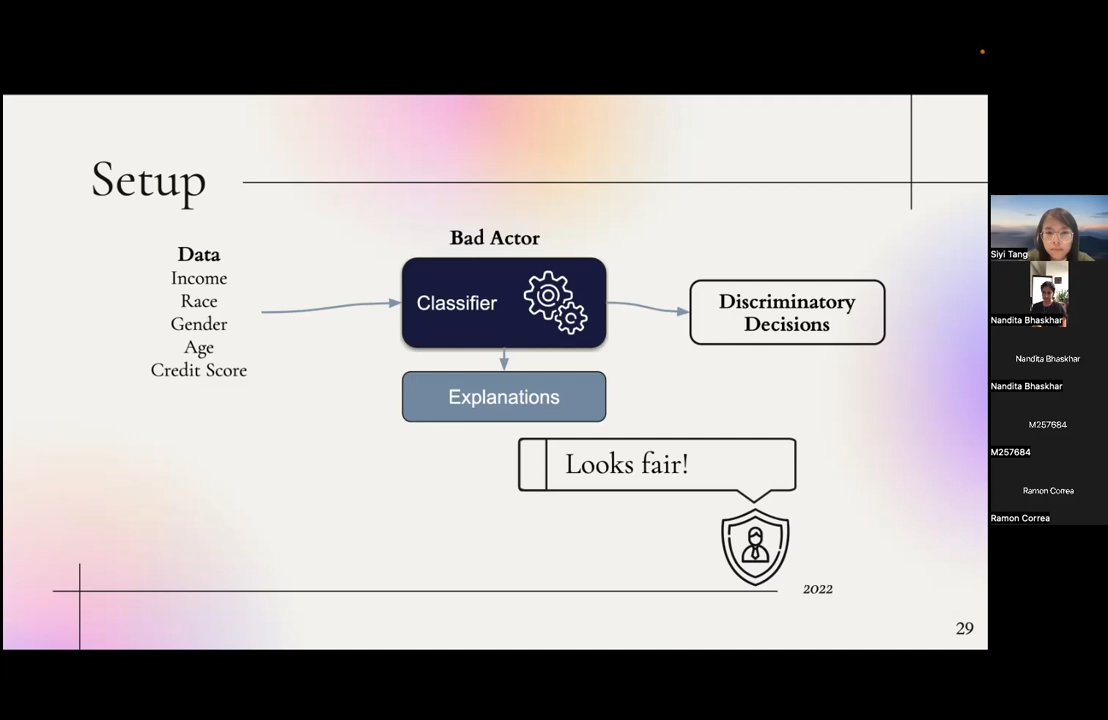 Setup
Data
Income
Race
Gender
Age
Credit Score
Bad Actor
Classifier
Explanations
Discriminatory
Decisions
Looks fair!
2022
29
Siyi Tang
Nandita Bhaskhar
Nandita Bhaskhar
Nandita Bhaskhar
M257684
M257684
Ramon Correa
Ramon Correa